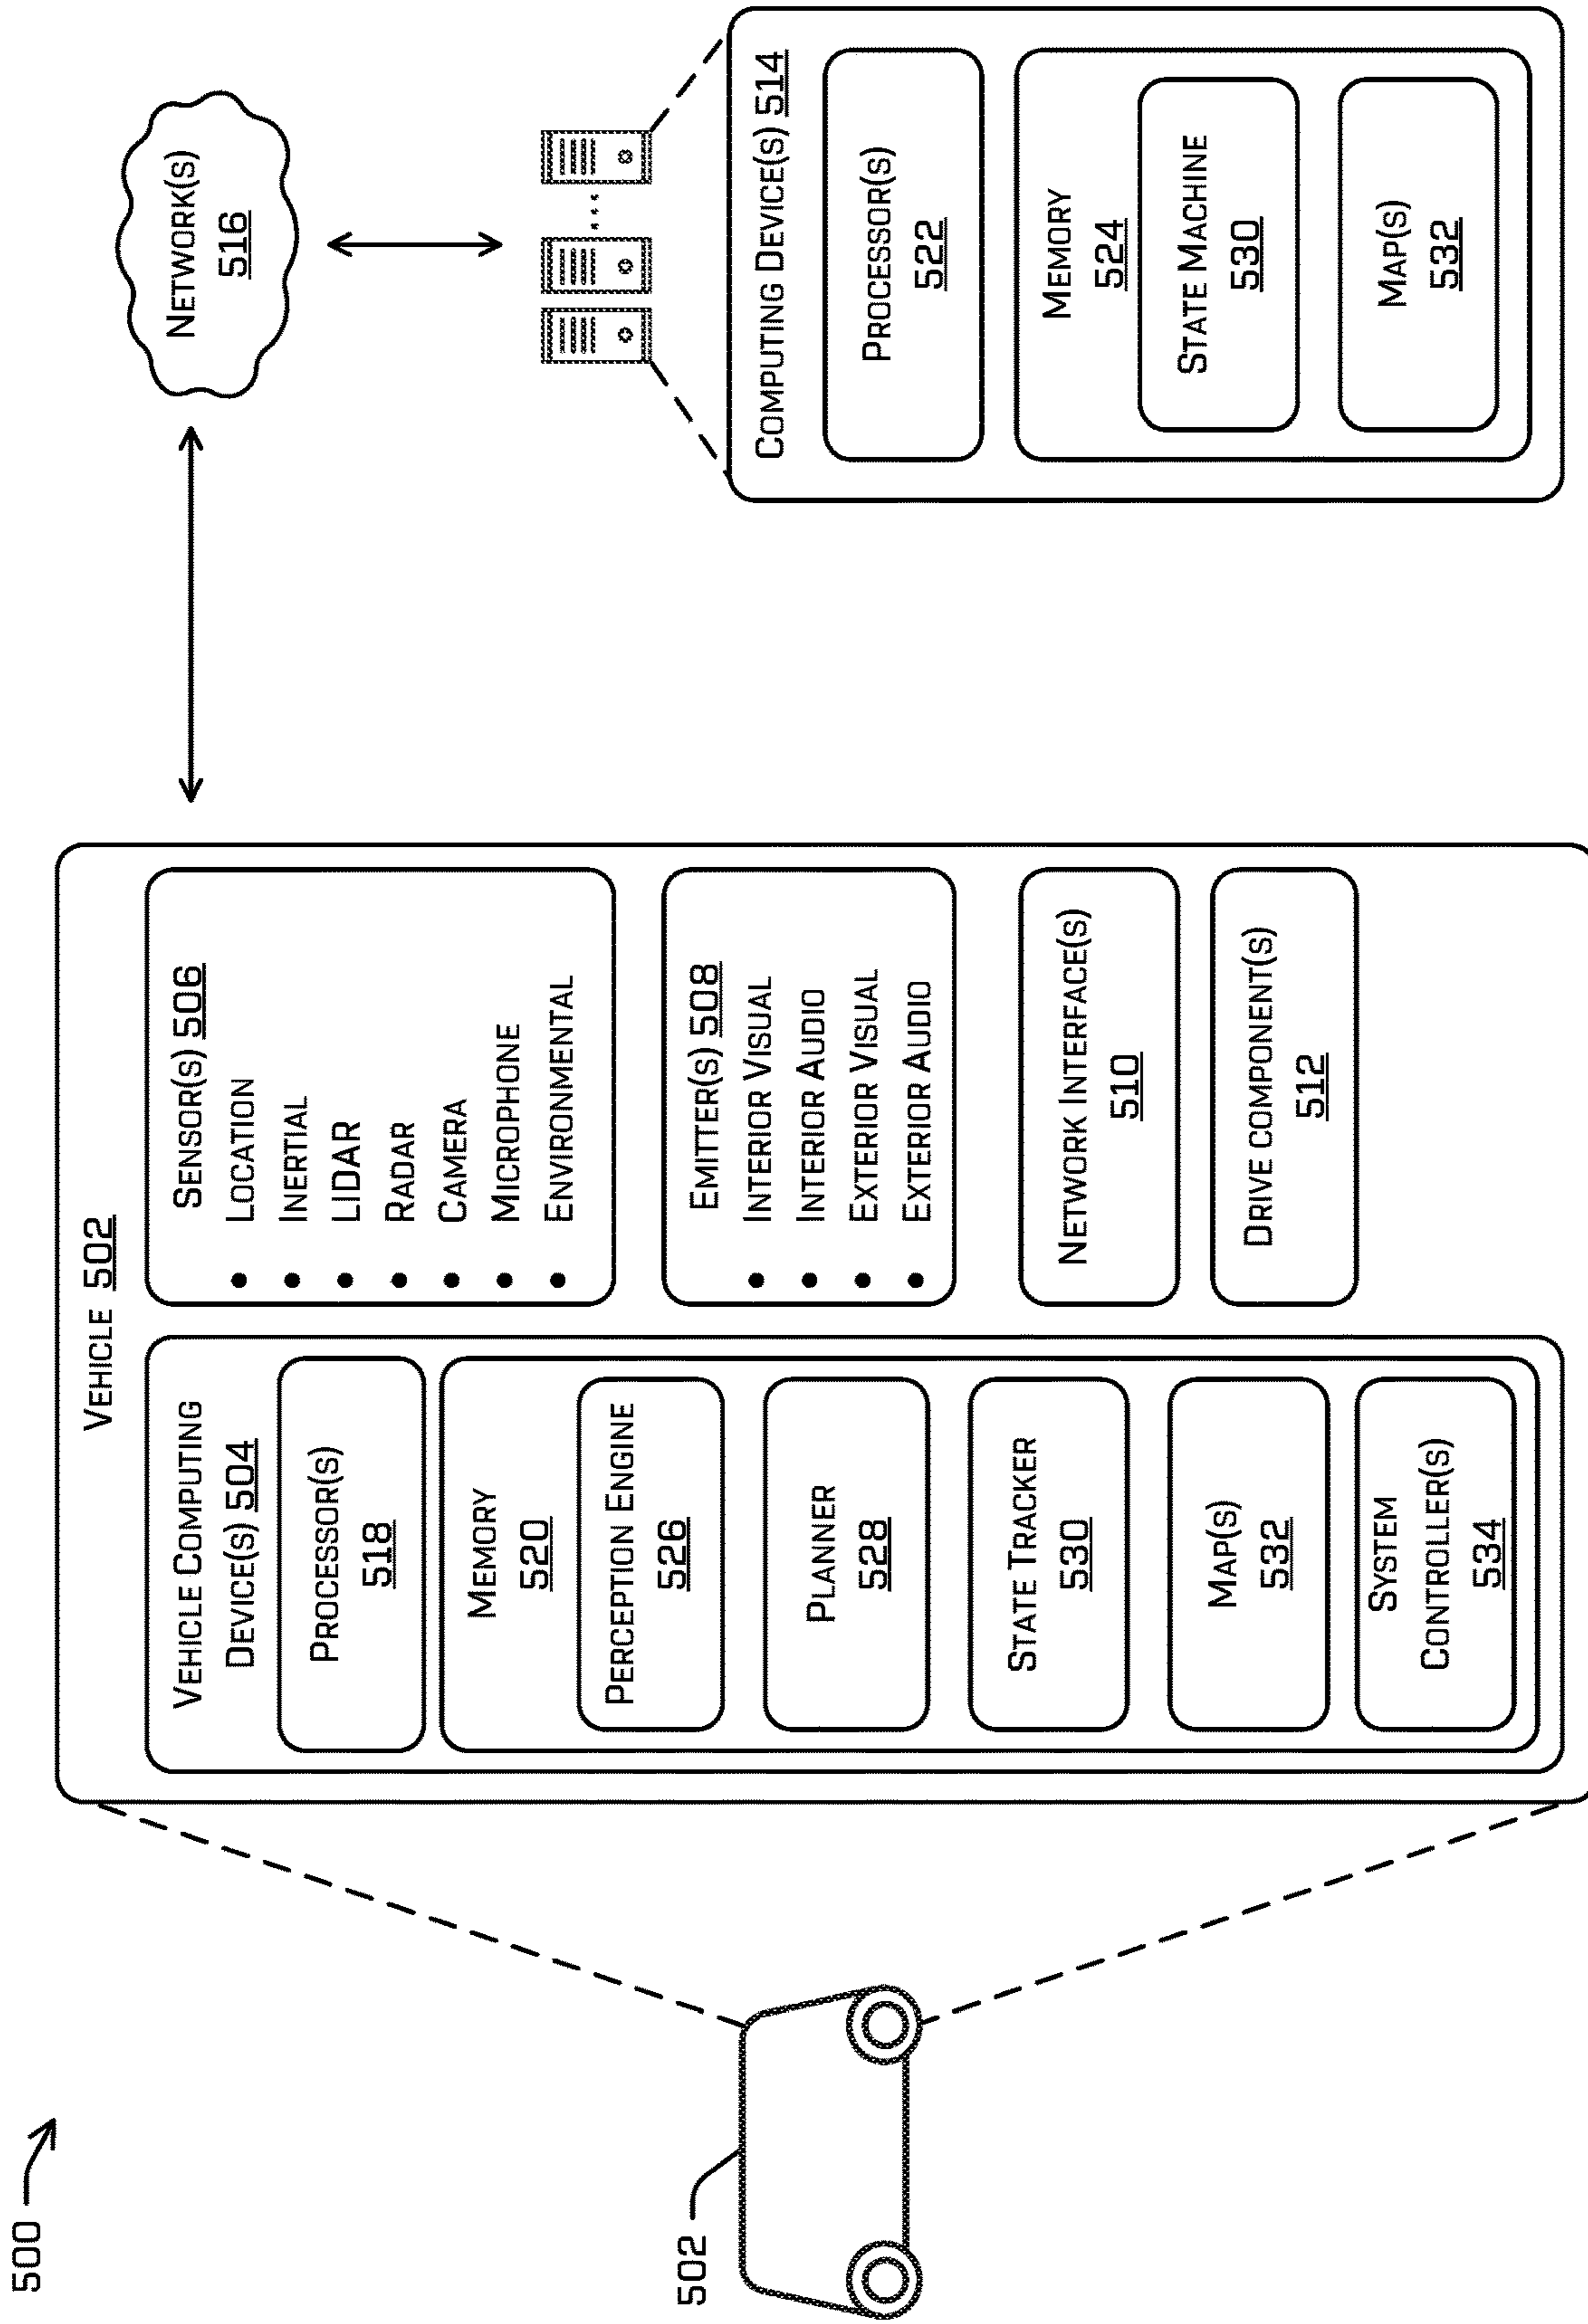 500
502
VEHICLE 502
VEHICLE COMPUTING
DEVICE(S) 504
PROCESSOR(S)
518
MEMORY
520
PERCEPTION ENGINE
526
PLANNER
528
STATE TRACKER
530
MAP(S)
532
SYSTEM
CONTROLLER(S)
534
SENSOR(S) 506
• LOCATION
• INERTIAL
• LIDAR
• RADAR
• CAMERA
• MICROPHONE
• ENVIRONMENTAL
EMITTER(S) 508
• INTERIOR VISUAL
• INTERIOR AUDIO
• EXTERIOR VISUAL
• EXTERIOR AUDIO
NETWORK INTERFACE(S)
510
DRIVE COMPONENT(S)
512
NETWORK(S)
516
COMPUTING DEVICE(S) 514
PROCESSOR(S)
522
MEMORY
524
STATE MACHINE
530
MAP(S)
532